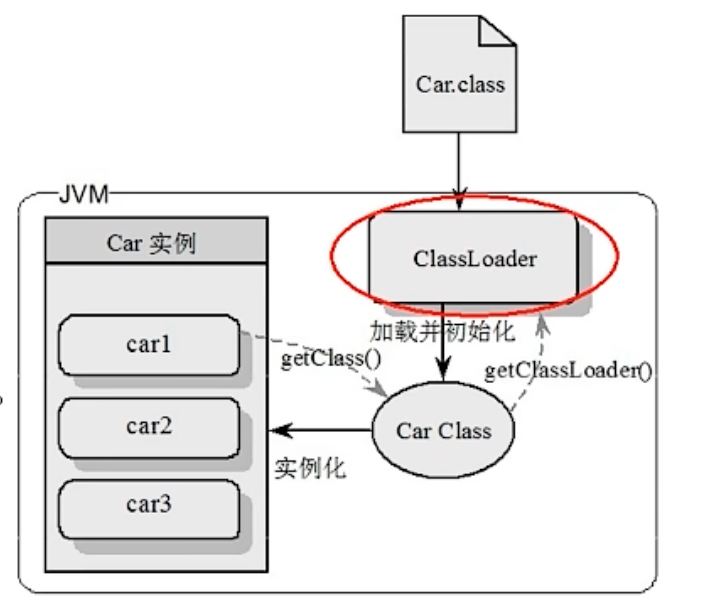 Car.class
JVM
Car 实例
ClassLoader
加载并初始化
car1
getClass()
getClassLoader()
car2
Car Class
实例化
car3